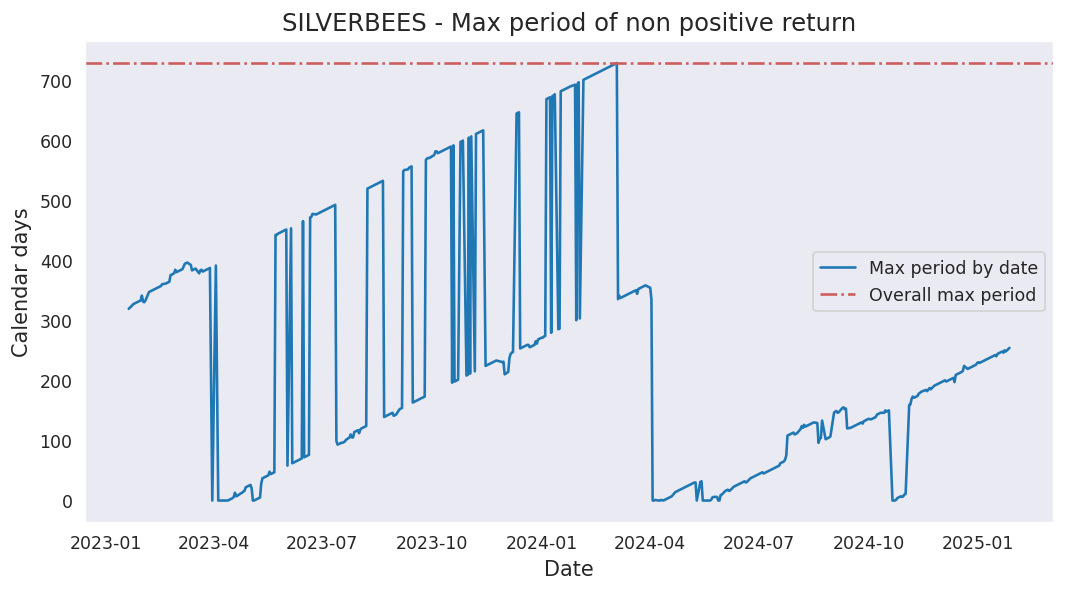 SILVERBEES - Max period of non positive return
700
600
500
400
300
200
100
0
Calendar days
Max period by date
Overall max period
2023-01 2023-04 2023-07 2023-10 2024-01 2024-04 2024-07 2024-10 2025-01
Date